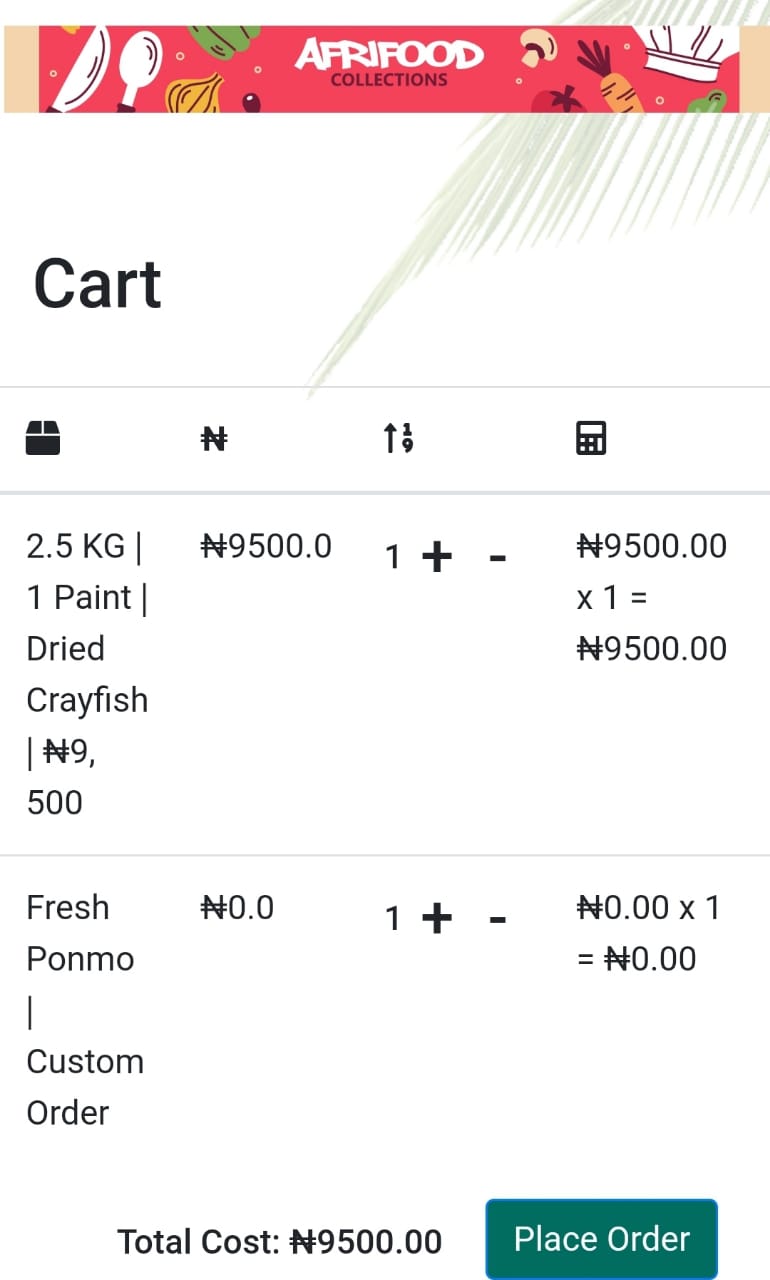 AFRIFOOD
COLLECTIONS
Cart
₦
2.5 KG | ₦9500.0 1 + - ₦9500.00
1 Paint | x 1 =
Dried ₦9500.00
Crayfish
| ₦9,
500
Fresh ₦0.0 1 + - ₦0.00 x 1
Ponmo = ₦0.00
|
Custom
Order
Total Cost: ₦9500.00 Place Order